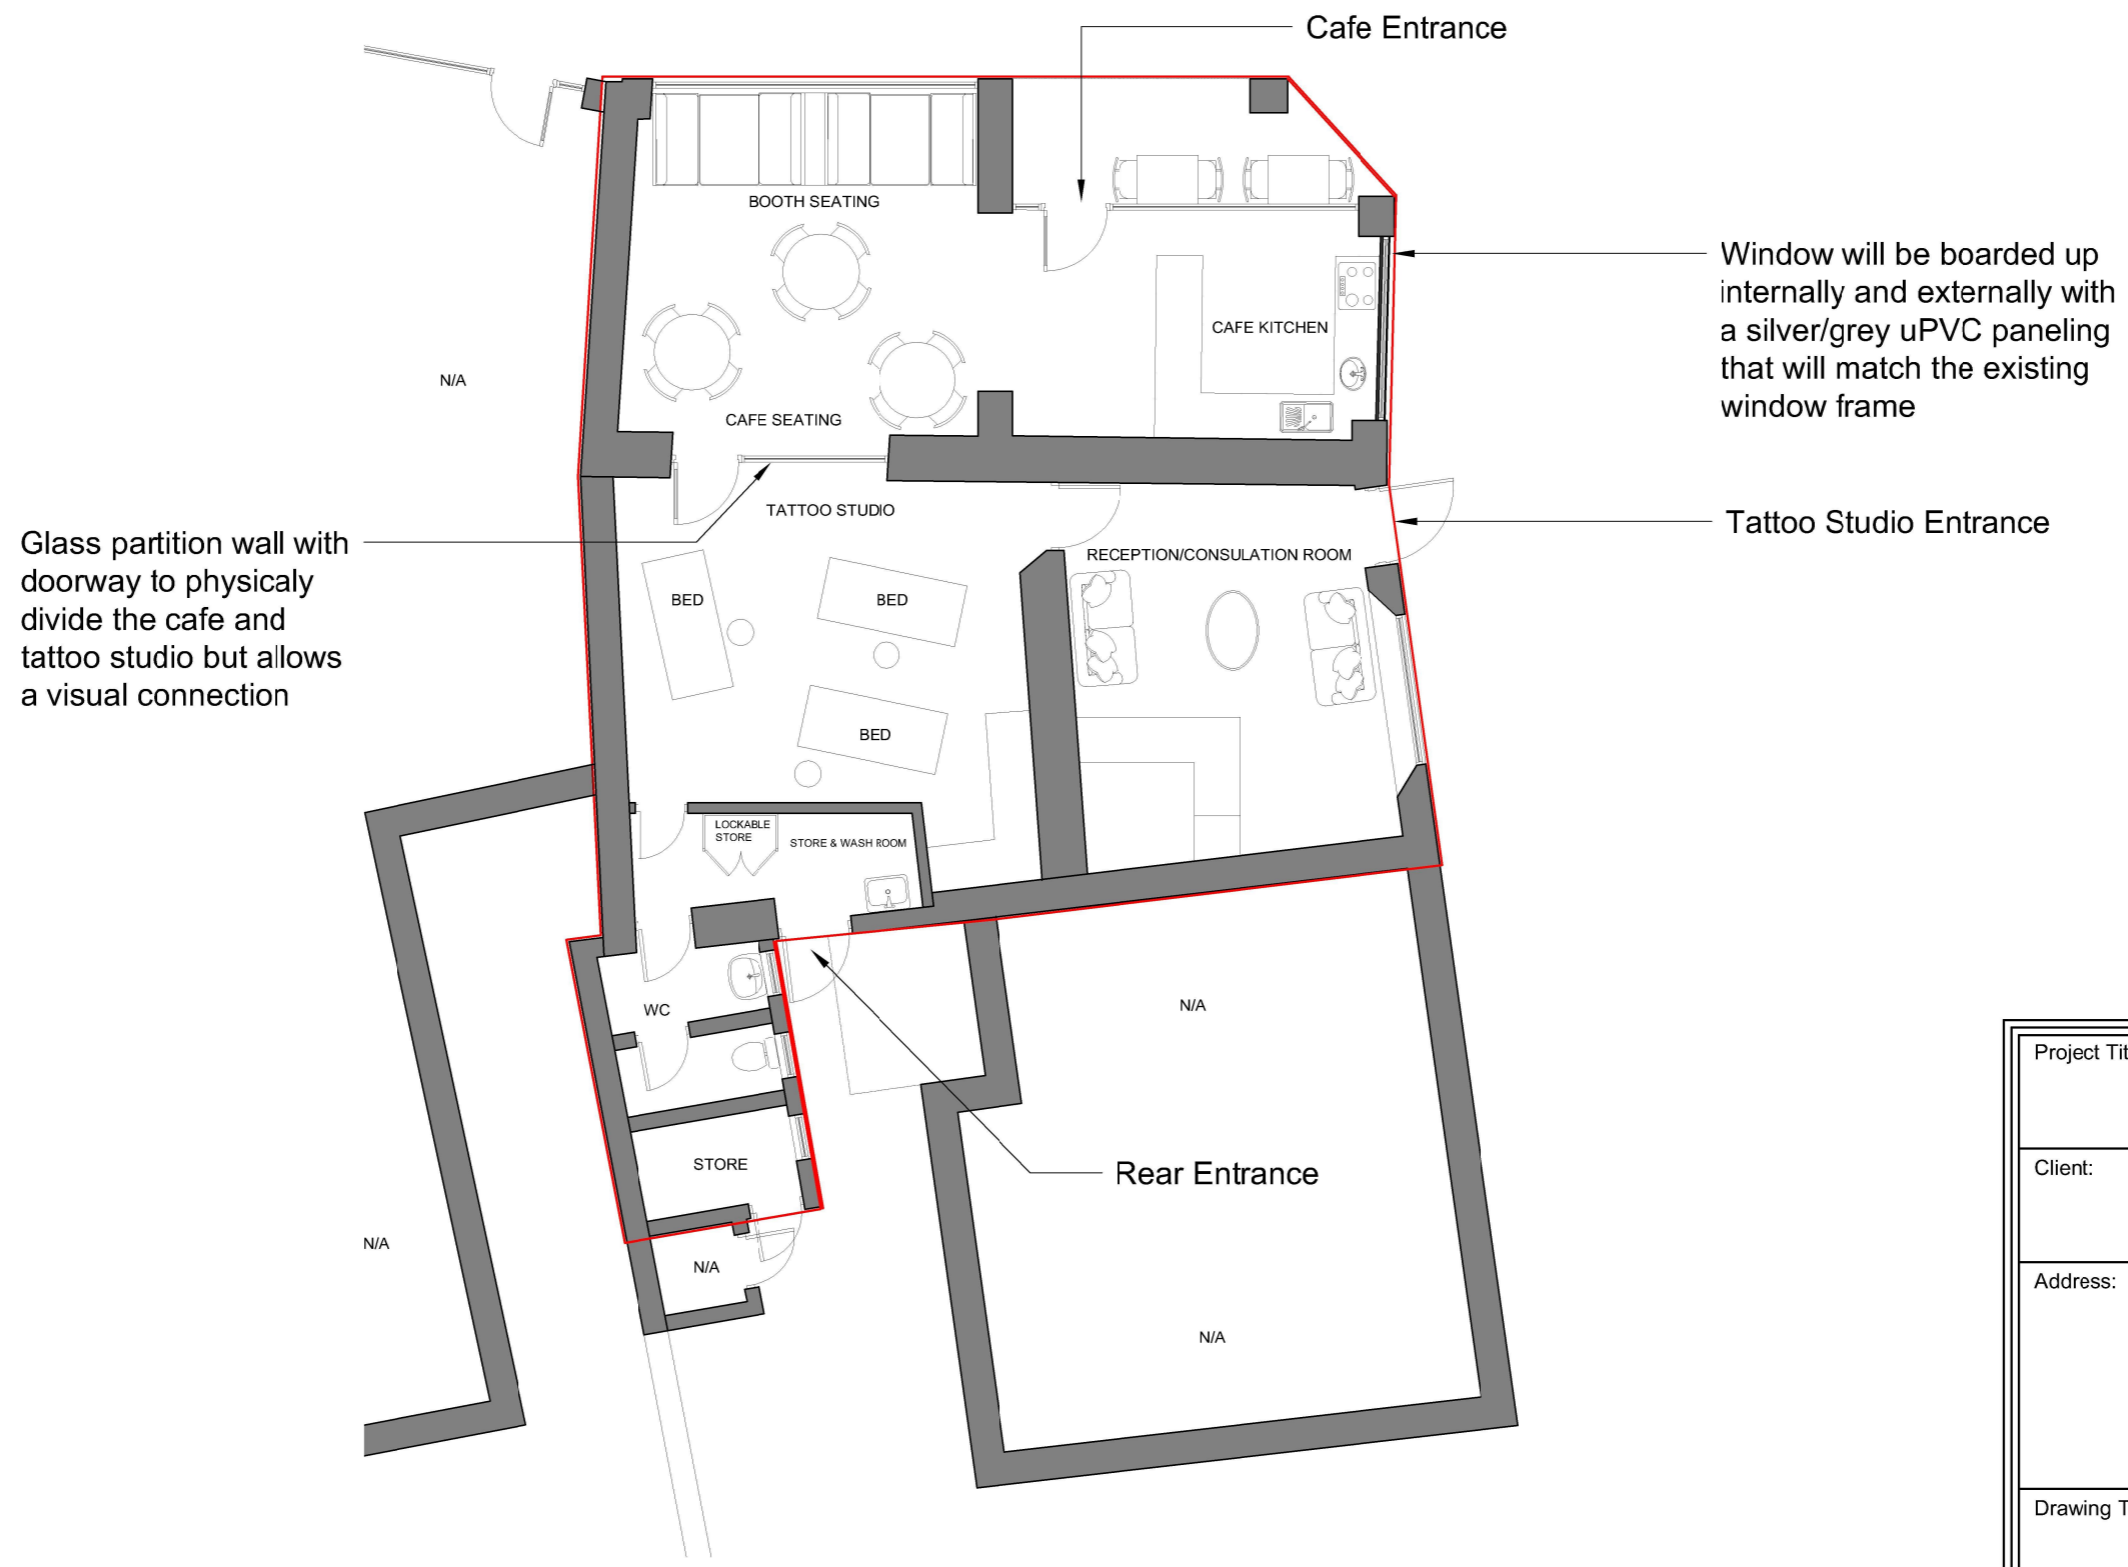 Cafe Entrance
BOOTH SEATING
Window will be boarded up
internally and externally with
a silver/grey uPVC paneling
that will match the existing
window frame
CAFE KITCHEN
N/A
CAFE SEATING
TATTOO STUDIO
Tattoo Studio Entrance
Glass partition wall with
doorway to physicaly
divide the cafe and
tattoo studio but allows
a visual connection
RECEPTION/CONSULATION ROOM
BED
BED
BED
LOCKABLE
STORE
STORE & WASH ROOM
WC
N/A
Project Tit
STORE
Rear Entrance
Client:
N/A
N/A
Address:
N/A
Drawing T